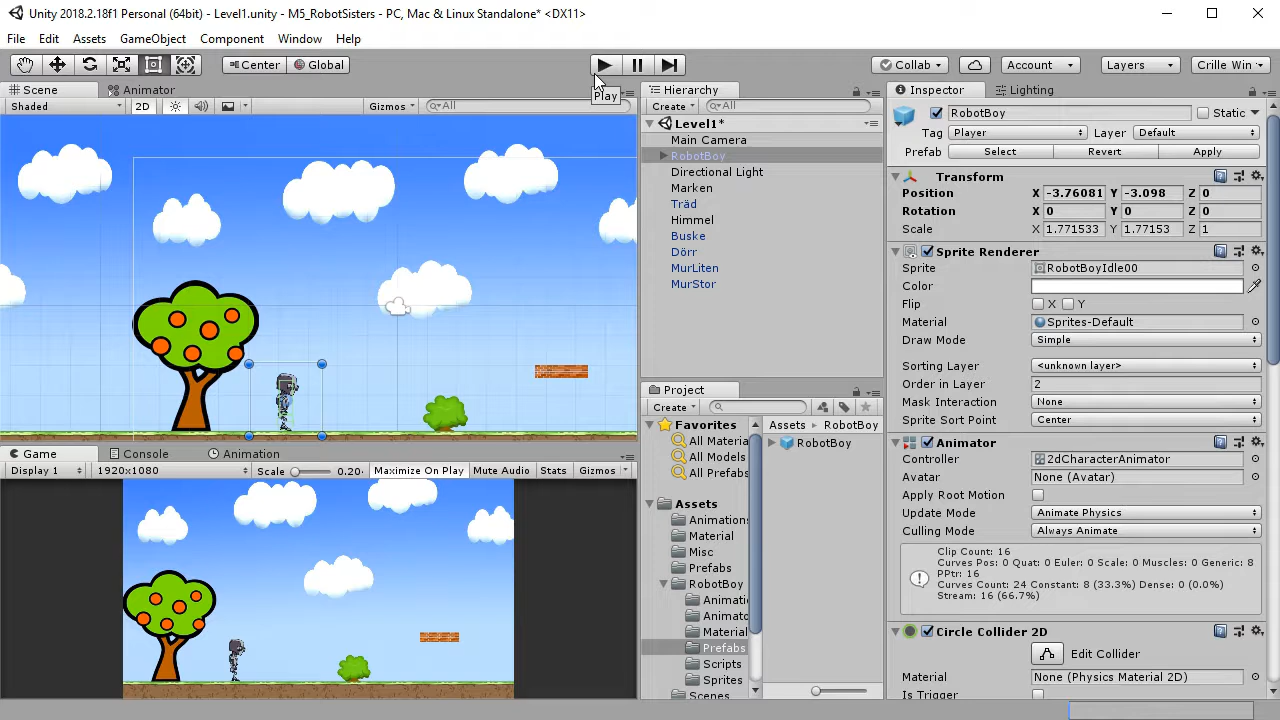 Unity 2018.2.18f1 Personal (64bit) - Level1.unity - M5_RobotSisters - PC, Mac & Linux Standalone* <DX11>
File Edit Assets GameObject Component Window Help
Center Global Collab Account Layers Crille Win
Scene Animator
Shaded 2D Gizmos All
Play
Hierarchy
Create All
Level1*
Main Camera
RobotBoy
Directional Light
Marken
Träd
Himmel
Buske
Dörr
MurLiten
MurStor
Game Console Animation
Display 1 1920x1080 Scale 0.20 Maximize On Play Mute Audio Stats Gizmos
Project
Create
Favorites
All Materia
All Models
All Prefabs
Assets
Animations
Material
Misc
Prefabs
RobotBoy
Animati
Animato
Material
Prefabs
Scripts
Sprites
Scenes
Assets RobotBoy
RobotBoy
Inspector Lighting
RobotBoy Static
Tag Player Layer Default
Prefab Select Revert Apply
Transform
Position X -3.76081 Y -3.098 Z 0
Rotation X 0 Y 0 Z 0
Scale X 1.771533 Y 1.77153 Z 1
Sprite Renderer
Sprite RobotBoyIdle00
Color
Flip X Y
Material Sprites-Default
Draw Mode Simple
Sorting Layer <unknown layer>
Order in Layer 2
Mask Interaction None
Sprite Sort Point Center
Animator
Controller 2dCharacterAnimator
Avatar None (Avatar)
Apply Root Motion
Update Mode Animate Physics
Culling Mode Always Animate
Clip Count: 16
Curves Pos: 0 Quat: 0 Euler: 0 Scale: 0 Muscles: 0 Generic: 8
PPtr: 16
Curves Count: 24 Constant: 8 (33.3%) Dense: 0 (0.0%)
Stream: 16 (66.7%)
Circle Collider 2D
Edit Collider
Material None (Physics Material 2D)
Is Trigger